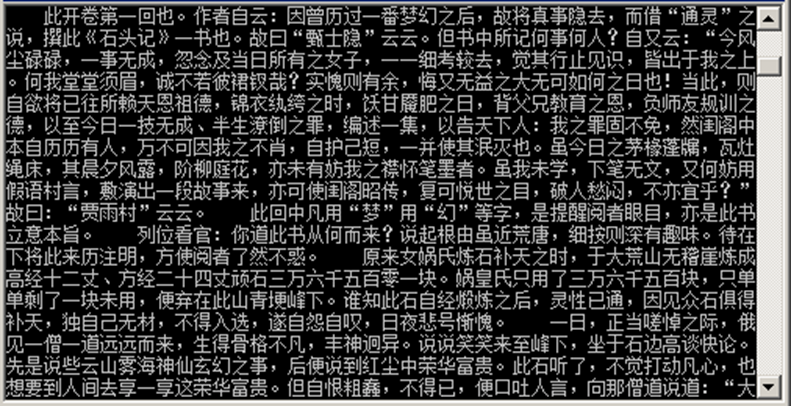 此开卷第一回也。作者自云：因曾历过一番梦幻之后，故将真事隐去，而借“通灵”之
说，撰此《石头记》一书也。故曰“甄士隐”云云。但书中所记何事何人？自又云：“今风
尘碌碌，一事无成，忽念及当日所有之女子，一一细考较去，觉其行止见识，皆出于我之上
。何我堂堂须眉，诚不若彼裙钗哉？实愧则有余，悔又无益之大无可如何之日也！当此，则
自欲将已往所赖天恩祖德，锦衣纨绔之时，饫甘餍肥之日，背父兄教育之恩，负师友规训之
德，以至今日一技无成、半生潦倒之罪，编述一集，以告天下人：我之罪固不免，然闺阁中
本自历历有人，万不可因我之不肖，自护己短，一并使其泯灭也。虽今日之茅椽蓬牖，瓦灶
绳床，其晨夕风露，阶柳庭花，亦未有妨我之襟怀笔墨者。虽我未学，下笔无文，又何妨用
假语村言，敷演出一段故事来，亦可使闺阁昭传，复可悦世之目，破人愁闷，不亦宜乎？”
故曰：“贾雨村”云云。　　此回中凡用“梦”用“幻”等字，是提醒阅者眼目，亦是此书
立意本旨。　　列位看官：你道此书从何而来？说起根由虽近荒唐，细按则深有趣味。待在
下将此来历注明，方使阅者了然不惑。　　原来女娲氏炼石补天之时，于大荒山无稽崖炼成
高经十二丈、方经二十四丈顽石三万六千五百零一块。娲皇氏只用了三万六千五百块，只单
单剩了一块未用，便弃在此山青埂峰下。谁知此石自经煅炼之后，灵性已通，因见众石俱得
补天，独自己无材，不得入选，遂自怨自叹，日夜悲号惭愧。　　一日，正当嗟悼之际，俄
见一僧一道远远而来，生得骨格不凡，丰神迥异。说说笑笑来至峰下，坐于石边高谈快论。
先是说些云山雾海神仙玄幻之事，后便说到红尘中荣华富贵。此石听了，不觉打动凡心，也
想要到人间去享一享这荣华富贵。但自恨粗蠢，不得已，便口吐人言，向那僧道说道：“大